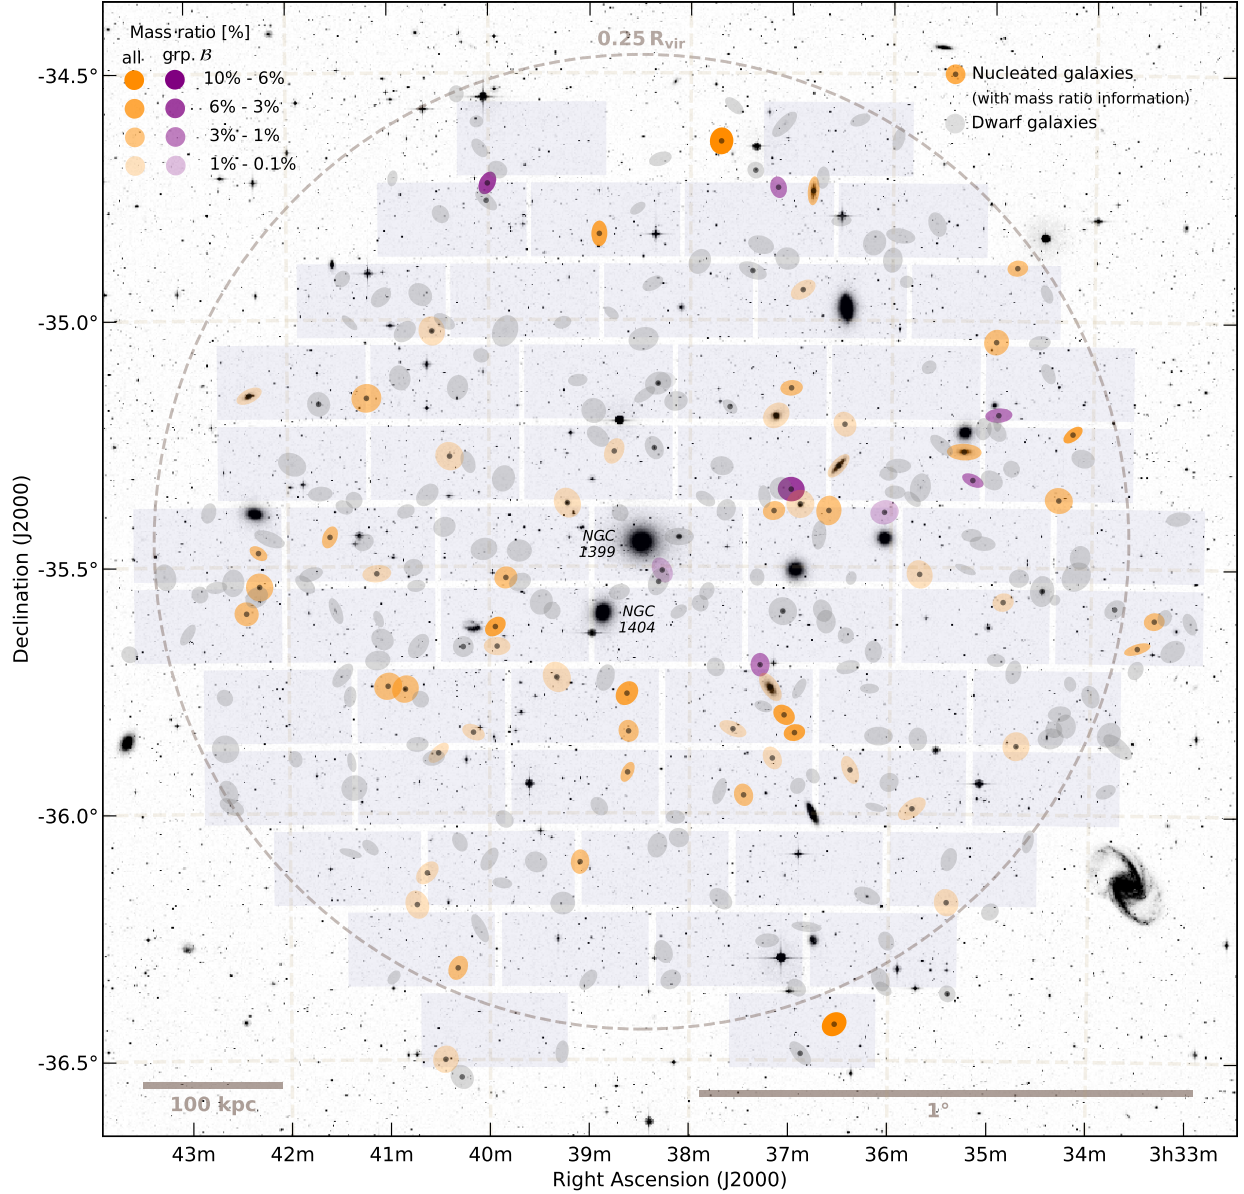 0.25 Rvir
Mass ratio [%]
all grp. ℬ
10% - 6%
6% - 3%
3% - 1%
1% - 0.1%
Nucleated galaxies
(with mass ratio information)
Dwarf galaxies
-34.5°
-35.0°
-35.5°
-36.0°
-36.5°
Declination (J2000)
NGC
1399
NGC
1404
100 kpc
1°
43m 42m 41m 40m 39m 38m 37m 36m 35m 34m 3h33m
Right Ascension (J2000)